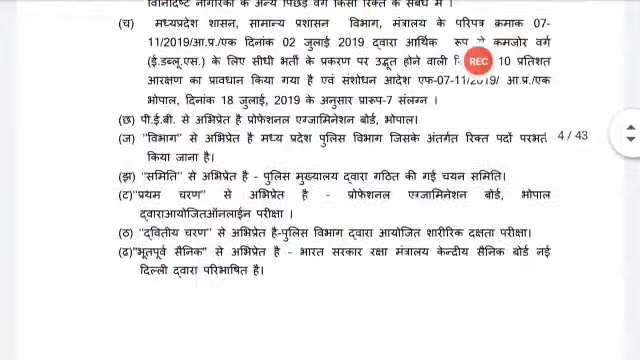 विनिर्दिष्ट नागरिकों के अन्य पिछड़े वर्ग किसी रिक्ति के संबंध में ।
(च) मध्यप्रदेश शासन, सामान्य प्रशासन विभाग, मंत्रालय के परिपत्र क्रमाक 07-
11/2019/आ.प्र./एक दिनांक 02 जुलाई 2019 द्वारा आर्थिक रूप से कमजोर वर्ग
(ई.डब्लू.एस.) के लिए सीधी भर्ती के प्रकरण पर उद्भूत होने वाली REC 10 प्रतिशत
आरक्षण का प्रावधान किया गया है एवं संशोधन आदेश एफ-07-11/2019/ आ.प्र./एक
भोपाल, दिनांक 18 जुलाई, 2019 के अनुसार प्रारूप-7 संलग्न ।
(छ) पी.ई.बी. से अभिप्रेत है प्रोफेशनल एग्जामिनेशन बोर्ड, भोपाल।
(ज) "विभाग" से अभिप्रेत है मध्य प्रदेश पुलिस विभाग जिसके अंतर्गत रिक्त पदों परभर्ती 4 / 43
किया जाना है।
(झ) "समिति" से अभिप्रेत है - पुलिस मुख्यालय द्वारा गठित की गई चयन समिति।
(ट)"प्रथम चरण" से अभिप्रेत है - प्रोफेशनल एग्जामिनेशन बोर्ड, भोपाल
द्वाराआयोजितऑनलाईन परीक्षा ।
(ठ) "द्वितीय चरण" से अभिप्रेत है-पुलिस विभाग द्वारा आयोजित शारीरिक दक्षता परीक्षा।
(ढ)"भूतपूर्व सैनिक" से अभिप्रेत है - भारत सरकार रक्षा मंत्रालय केन्द्रीय सैनिक बोर्ड नई
दिल्ली द्वारा परिभाषित है।